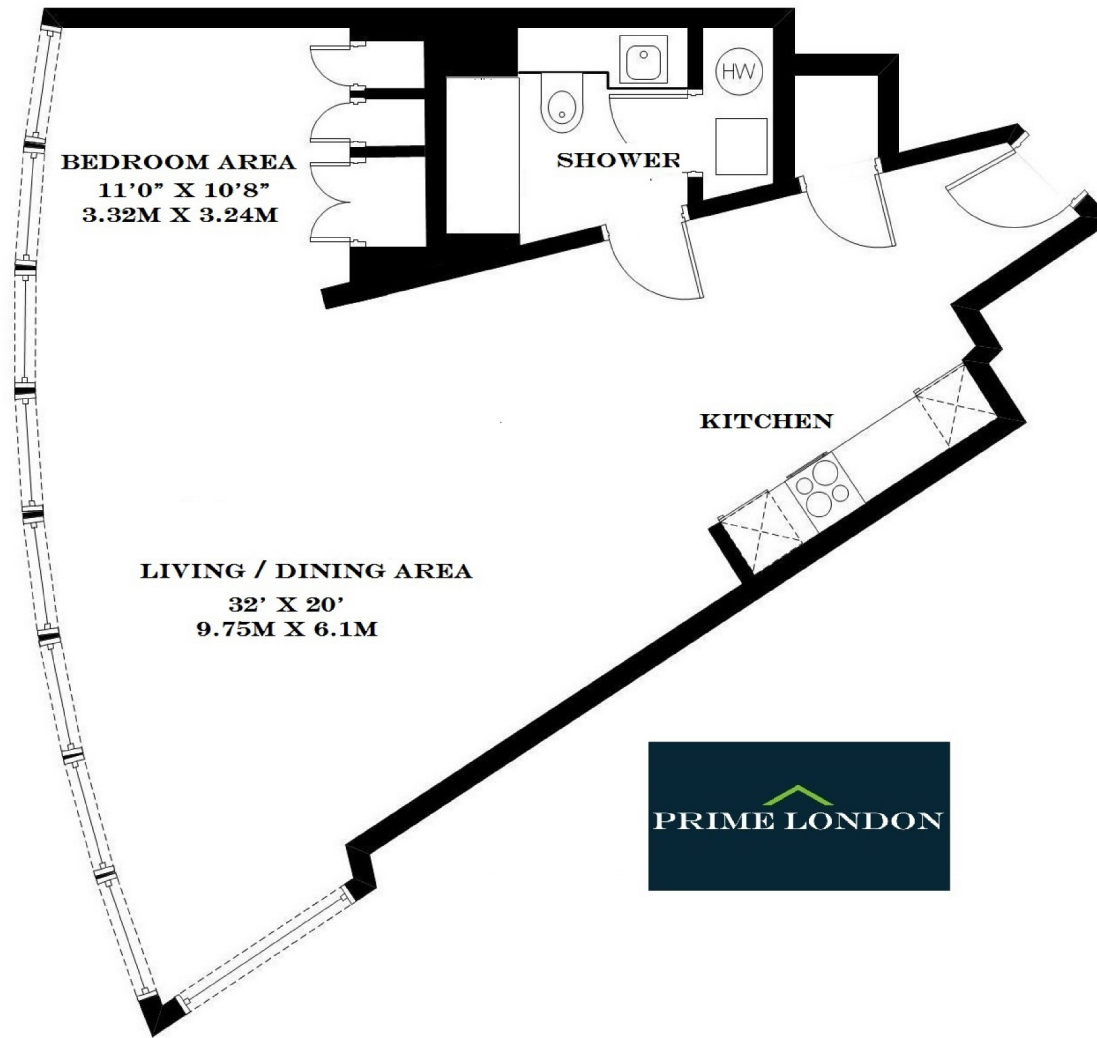 HW
BEDROOM AREA
11'0" X 10'8"
3.32M X 3.24M
SHOWER
KITCHEN
LIVING / DINING AREA
32' X 20'
9.75M X 6.1M
PRIME LONDON